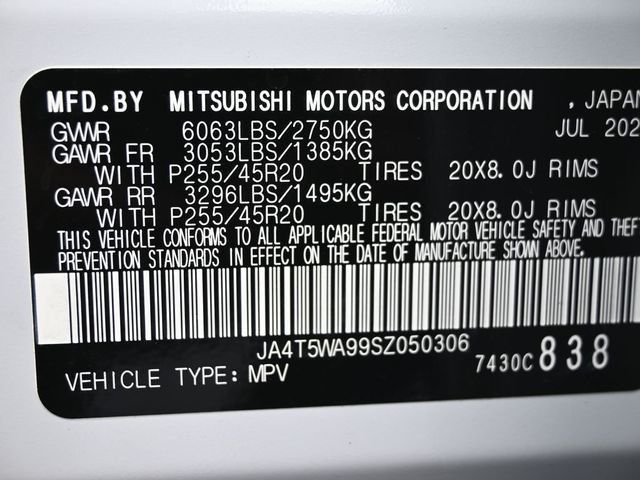 MFD.BY MITSUBISHI MOTORS CORPORATION , JAPAN
GVWR 6063LBS/2750KG JUL 202
GAWR FR 3053LBS/1385KG
WITH P255/45R20 TIRES 20X8.0J RIMS
GAWR RR 3296LBS/1495KG
WITH P255/45R20 TIRES 20X8.0J RIMS
THIS VEHICLE CONFORMS TO ALL APPLICABLE FEDERAL MOTOR VEHICLE SAFETY AND THEF
PREVENTION STANDARDS IN EFFECT ON THE DATE OF MANUFACTURE SHOWN ABOVE.
JA4T5WA99SZ050306
7430C 838
VEHICLE TYPE: MPV